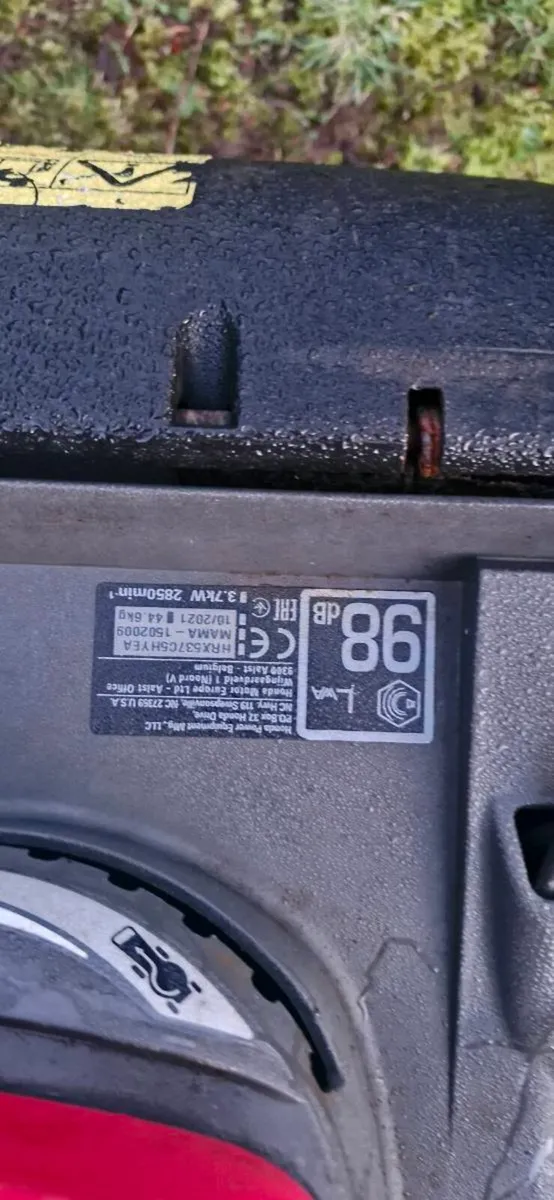 Honda Power Equipment Mfg., LLC
P.O.Box 37, Honda Drive,
NC Hwy. 119 Swepsonville, NC 27359 U.S.A.
Honda Motor Europe Ltd - Aalst Office
Wijngaardveld 1 (Noord V)
9300 Aalst - Belgium
HRX537C5HYEA
MAMA - 1502009
10/2021 44.6kg
3.7kW 2850min⁻¹
CE
EAC
LWA
98
dB